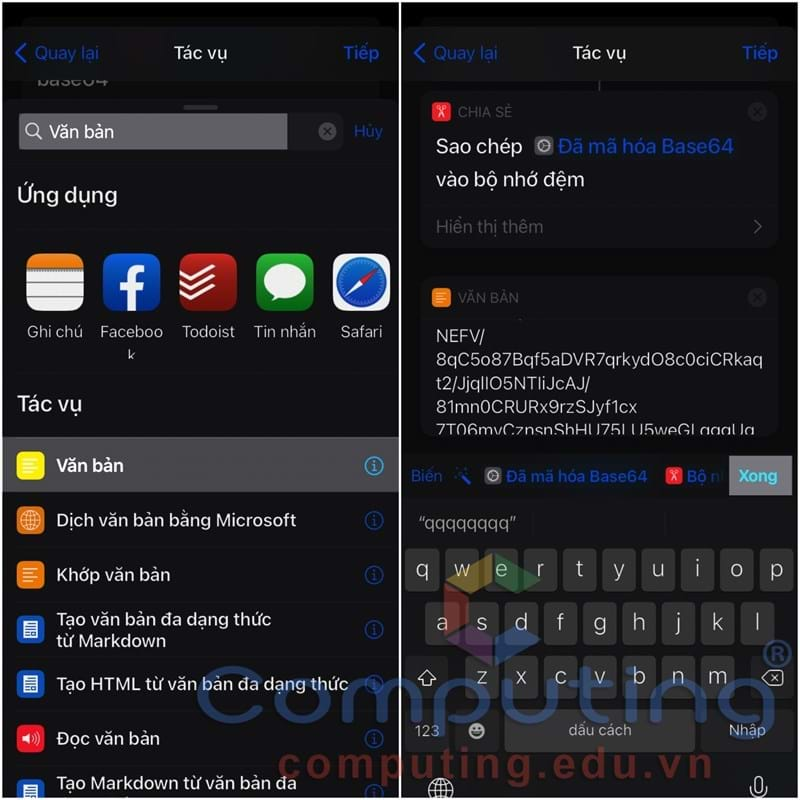 Quay lại
Tác vụ
Tiếp
base64
Văn bản
Hủy
Ứng dụng
Ghi chú
Faceboo
k
Todoist
Tin nhắn
Safari
Tác vụ
Văn bản
Dịch văn bản bằng Microsoft
Khớp văn bản
Tạo văn bản đa dạng thức
từ Markdown
Tạo HTML từ văn bản đa dạng thức
Đọc văn bản
Tạo Markdown từ văn bản đa
Quay lại
Tác vụ
Tiếp
CHIA SẺ
Sao chép Đã mã hóa Base64
vào bộ nhớ đệm
Hiển thị thêm
VĂN BẢN
NEFV/
8qC5o87Bqf5aDVR7qrkydO8c0ciCRkaq
t2/JjqlIO5NTIiJcAJ/
81mn0CRURx9rzSJyf1cx
Biến
Đã mã hóa Base64
Bộ n
Xong
“qqqqqqqq”
q w e r t y u i o p
a s d f g h j k l
z x c v b n m
123
dấu cách
Nhập
Computing®
computing.edu.vn